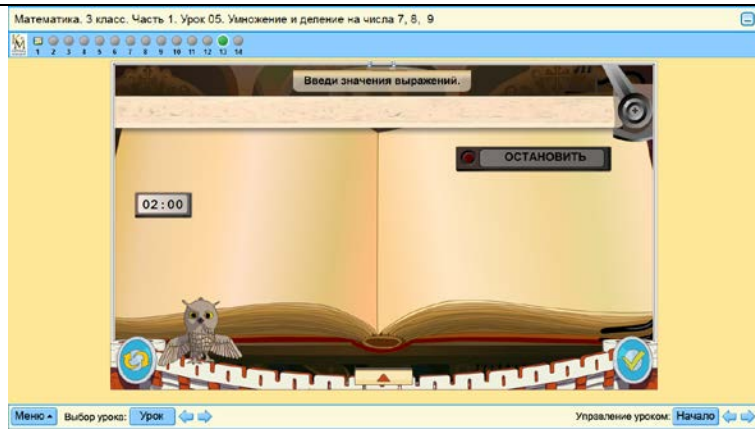 Математика. 3 класс. Часть 1. Урок 05. Умножение и деление на числа 7, 8, 9
1 2 3 4 5 6 7 8 9 10 11 12 13 14
Введи значения выражений.
ОСТАНОВИТЬ
02:00
Меню Выбор урока: Урок Управление уроком: Начало